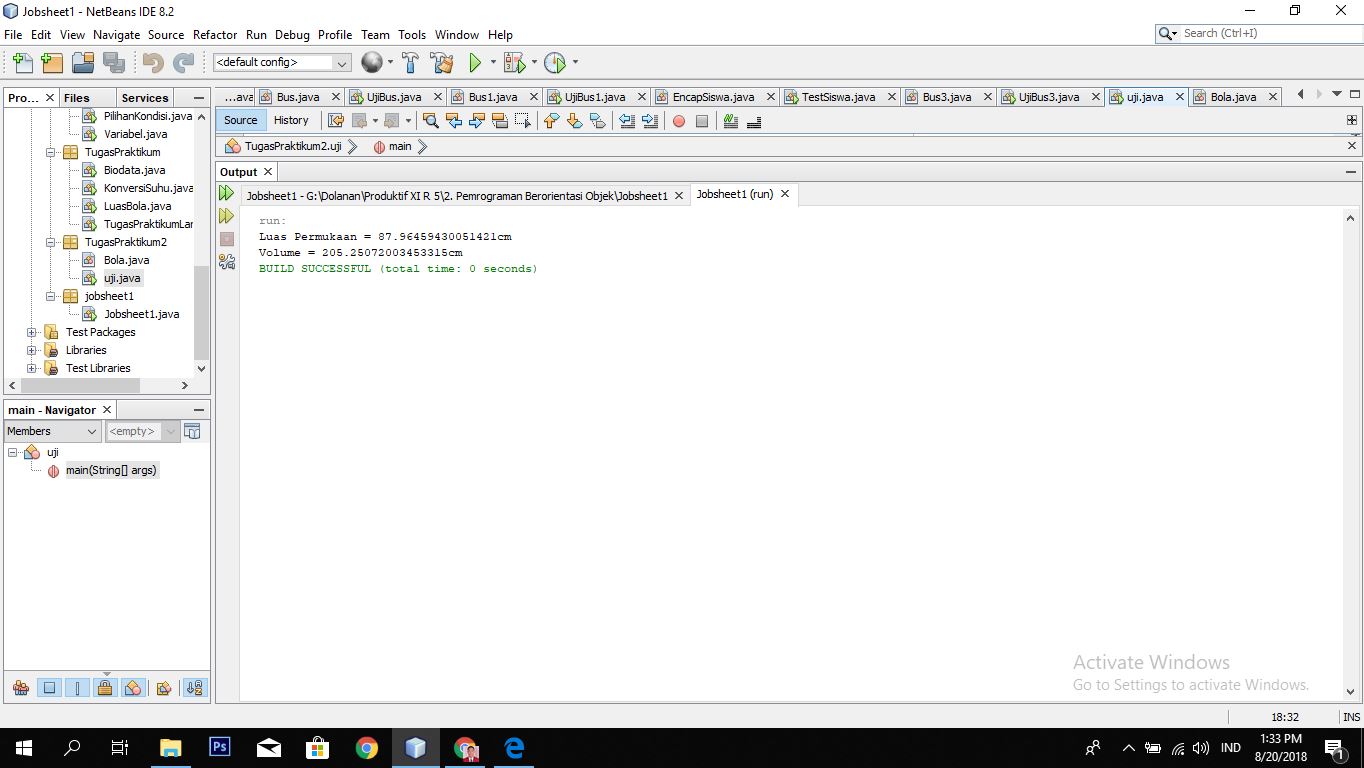 Jobsheet1 - NetBeans IDE 8.2
File Edit View Navigate Source Refactor Run Debug Profile Team Tools Window Help
Search (Ctrl+I)
<default config>
Pro... Files Services
...ava Bus.java UjiBus.java Bus1.java UjiBus1.java EncapSiswa.java TestSiswa.java Bus3.java UjiBus3.java uji.java Bola.java
Source History
TugasPraktikum2.uji main
PilihanKondisi.java
Variabel.java
TugasPraktikum
Biodata.java
KonversiSuhu.java
LuasBola.java
TugasPraktikumLar
TugasPraktikum2
Bola.java
uji.java
jobsheet1
Jobsheet1.java
Test Packages
Libraries
Test Libraries
Output
Jobsheet1 - G:\Dolanan\Produktif XI R 5\2. Pemrograman Berorientasi Objek\Jobsheet1
Jobsheet1 (run)
run:
Luas Permukaan = 87.96459430051421cm
Volume = 205.25072003453315cm
BUILD SUCCESSFUL (total time: 0 seconds)
main - Navigator
Members <empty>
uji
main(String[] args)
Activate Windows
Go to Settings to activate Windows.
18:32 INS
Ps
IND
1:33 PM
8/20/2018
1